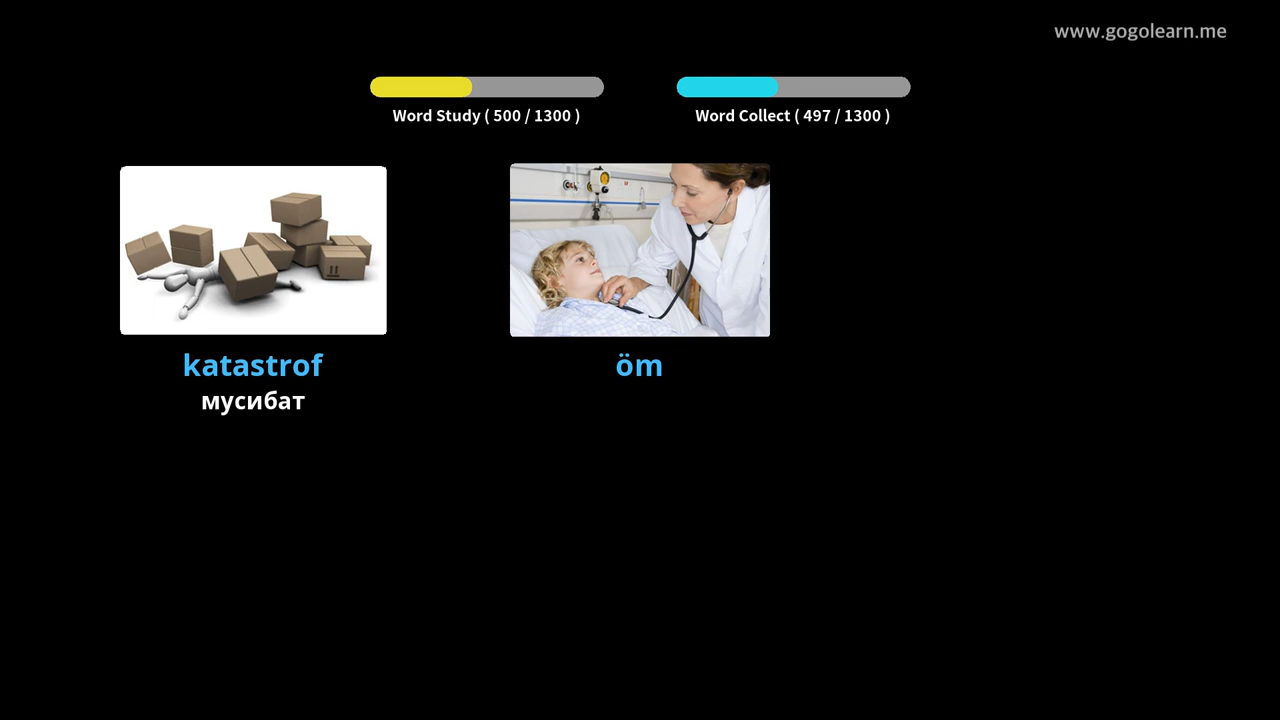 www.gogolearn.me
Word Study ( 500 / 1300 )
Word Collect ( 497 / 1300 )
katastrof
мусибат
öm